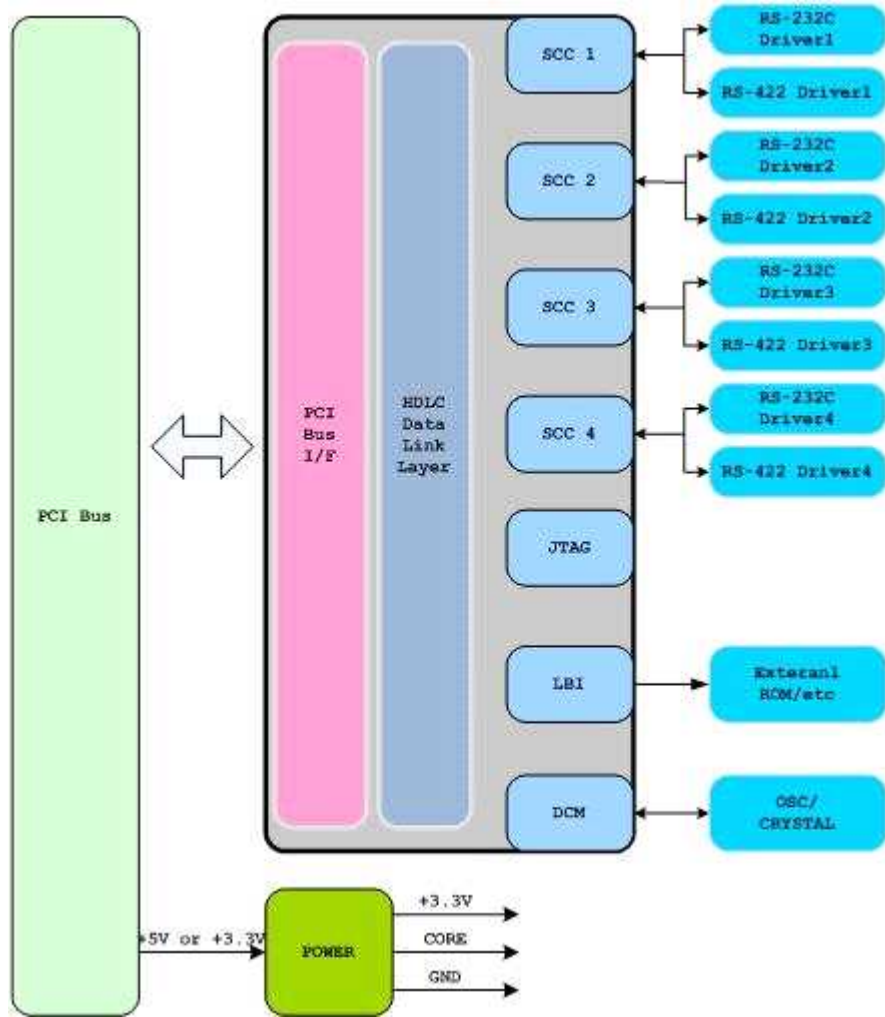 PCI Bus
PCI
Bus
I/F
HDLC
Data
Link
Layer
SCC 1
SCC 2
SCC 3
SCC 4
JTAG
LBI
DCM
RS-232C
Driver1
RS-422 Driver1
RS-232C
Driver2
RS-422 Driver2
RS-232C
Driver3
RS-422 Driver3
RS-232C
Driver4
RS-422 Driver4
Exteranl
ROM/etc
OSC/
CRYSTAL
+5V or +3.3V
POWER
+3.3V
CORE
GND